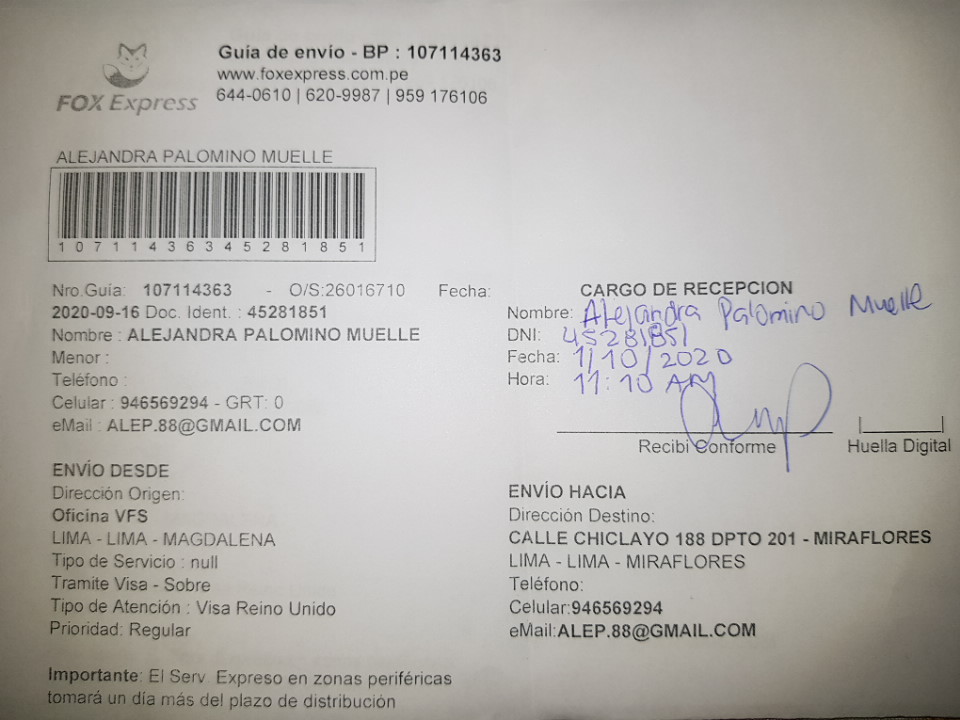 FOX Express
Guía de envío - BP : 107114363
www.foxexpress.com.pe
644-0610 | 620-9987 | 959 176106
ALEJANDRA PALOMINO MUELLE
10711436345281851
Nro.Guia: 107114363 - O/S:26016710 Fecha:
2020-09-16 Doc. Ident. : 45281851
Nombre : ALEJANDRA PALOMINO MUELLE
Menor :
Teléfono :
Celular : 946569294 - GRT: 0
eMail : ALEP.88@GMAIL.COM
CARGO DE RECEPCION
Nombre: Alejandra Palomino Muelle
DNI: 45281851
Fecha: 1/10/2020
Hora: 11:10 AM
Recibi Conforme
Huella Digital
ENVÍO DESDE
Dirección Origen:
Oficina VFS
LIMA - LIMA - MAGDALENA
Tipo de Servicio : null
Tramite Visa - Sobre
Tipo de Atención : Visa Reino Unido
Prioridad: Regular
ENVÍO HACIA
Dirección Destino:
CALLE CHICLAYO 188 DPTO 201 - MIRAFLORES
LIMA - LIMA - MIRAFLORES
Teléfono:
Celular:946569294
eMail:ALEP.88@GMAIL.COM
Importante: El Serv Expreso en zonas periféricas
tomará un día más del plazo de distribución